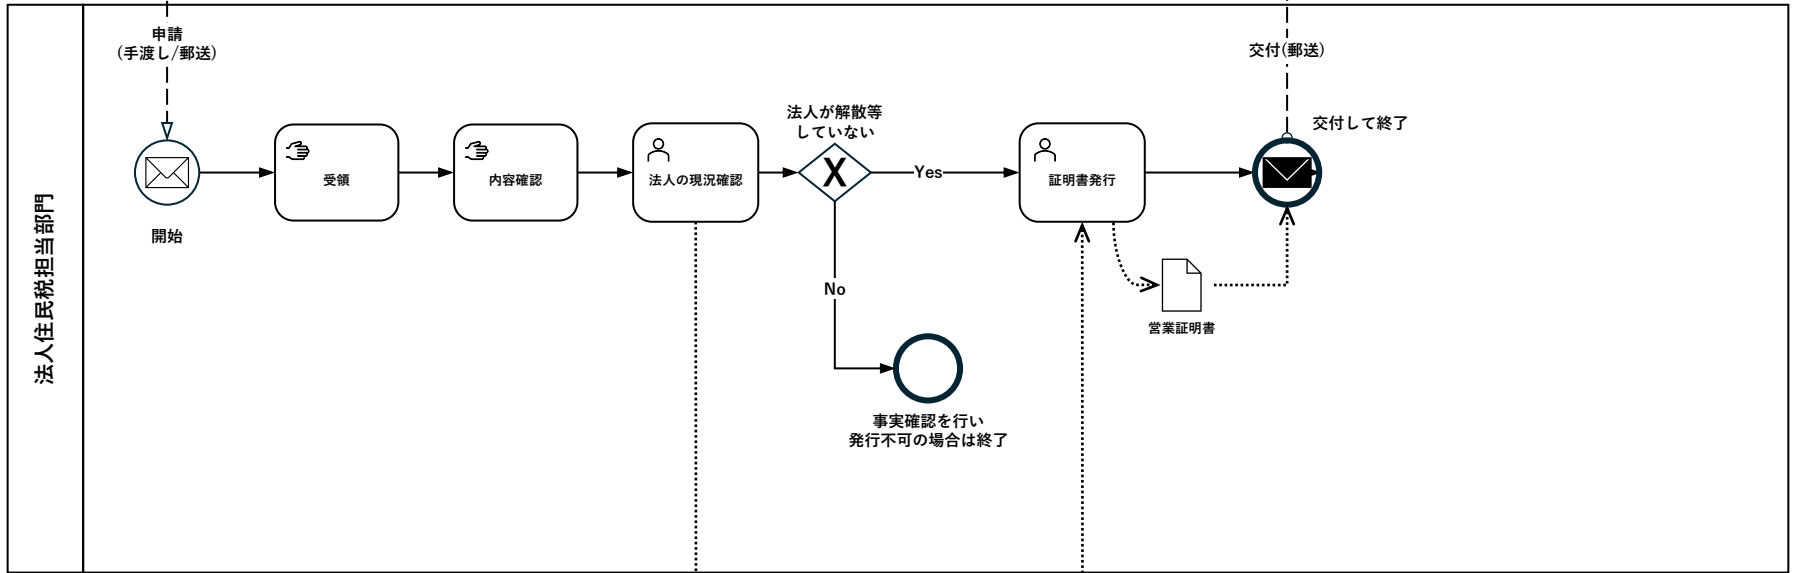 法人住民税担当部門
申請
(手渡し/郵送)
開始
受領
内容確認
法人の現況確認
法人が解散等
していない
X
Yes
No
事実確認を行い
発行不可の場合は終了
証明書発行
営業証明書
交付(郵送)
交付して終了